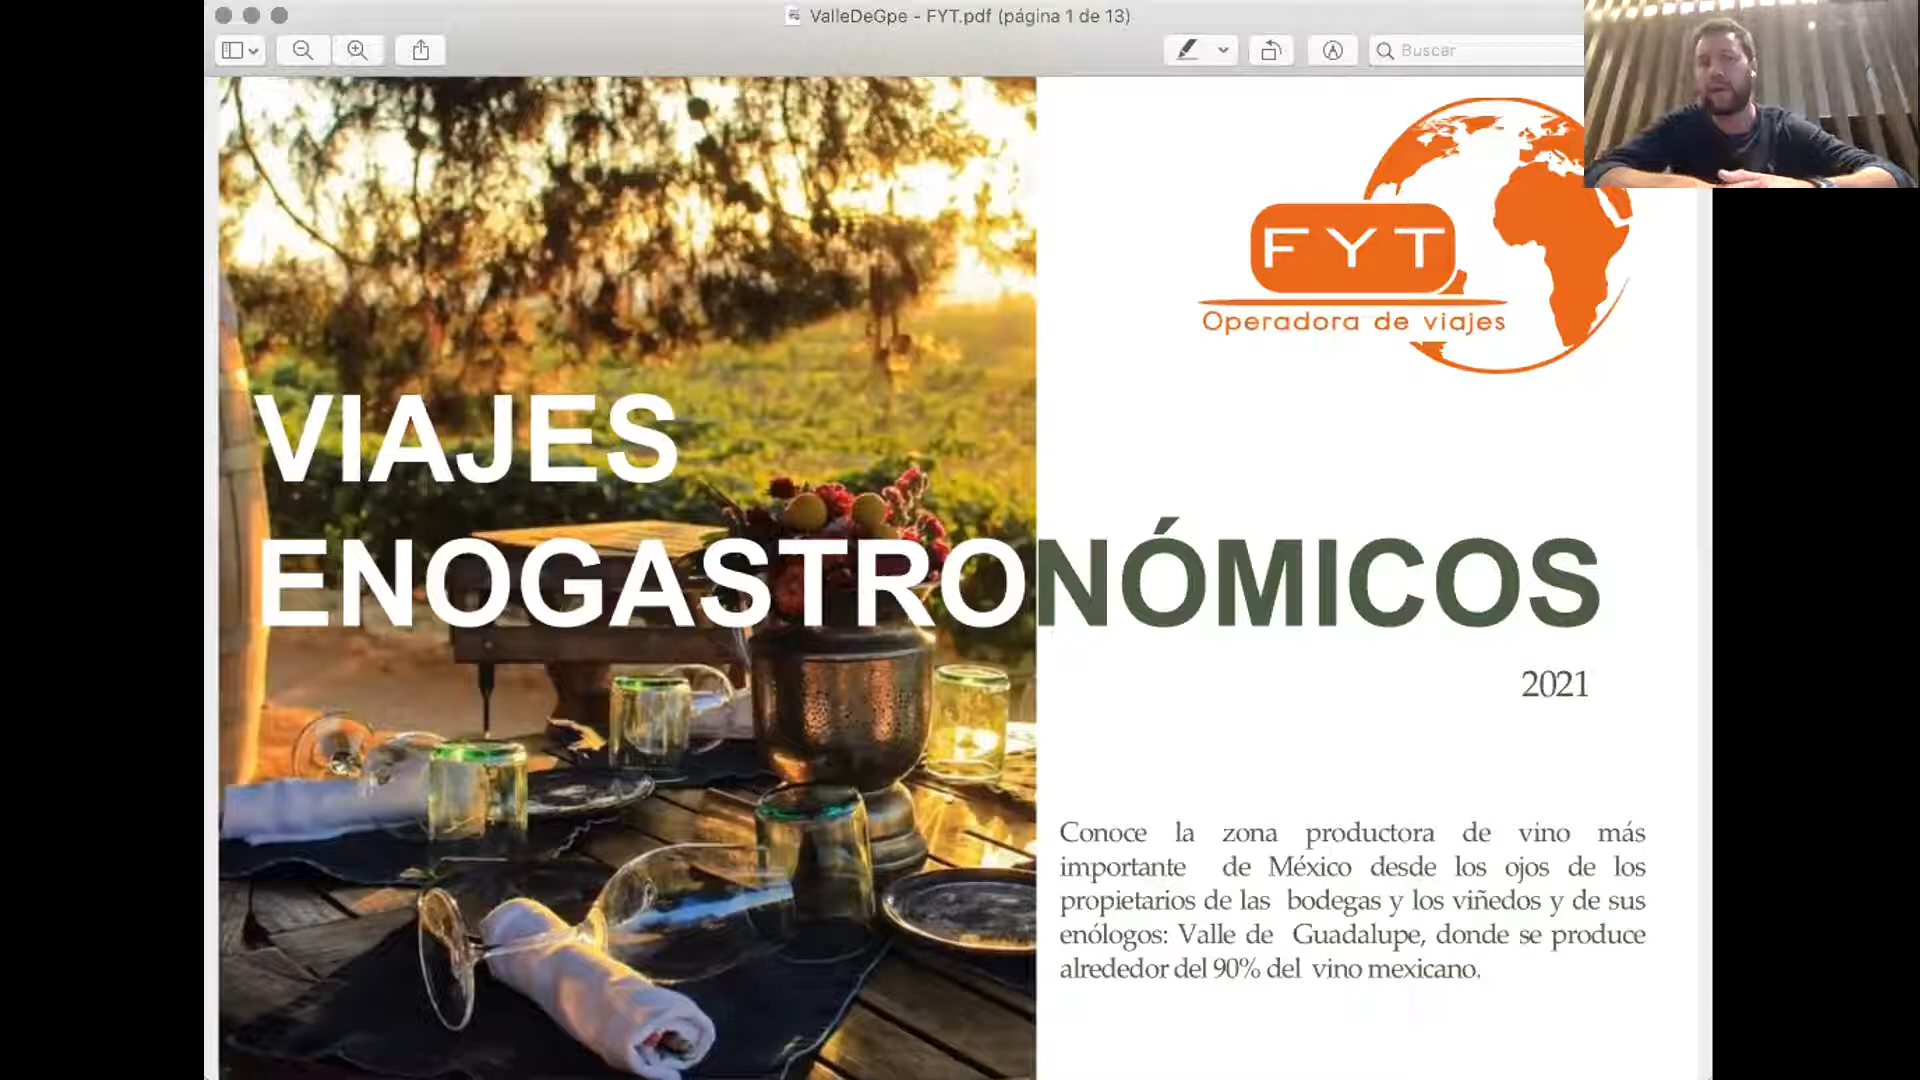 ValleDeGpe - FYT.pdf (página 1 de 13)
Buscar
FYT
Operadora de viajes
VIAJES
ENOGASTRONÓMICOS
2021
Conoce la zona productora de vino más
importante de México desde los ojos de los
propietarios de las bodegas y los viñedos y de sus
enólogos: Valle de Guadalupe, donde se produce
alrededor del 90% del vino mexicano.